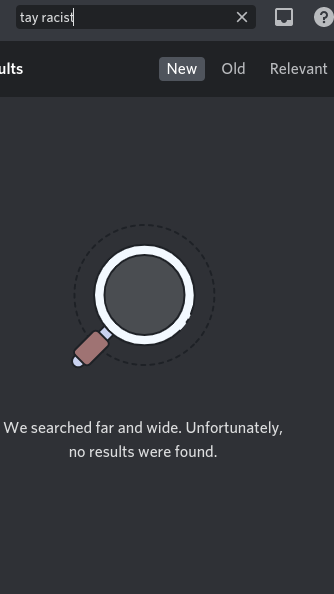 tay racist
ults
New
Old
Relevant
We searched far and wide. Unfortunately,
no results were found.